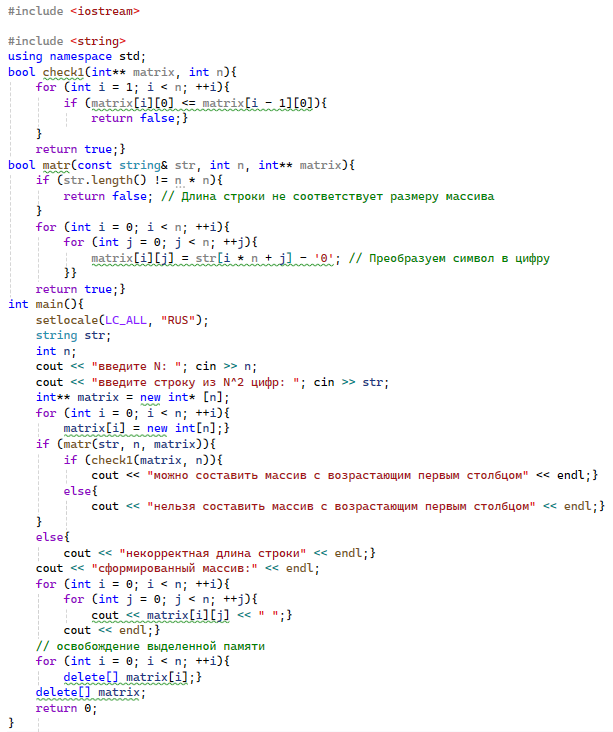 #include <iostream>
#include <string>
using namespace std;
bool check1(int** matrix, int n){
for (int i = 1; i < n; ++i){
if (matrix[i][0] <= matrix[i - 1][0]){
return false;}
}
return true;}
bool matr(const string& str, int n, int** matrix){
if (str.length() != n * n){
return false; // Длина строки не соответствует размеру массива
}
for (int i = 0; i < n; ++i){
for (int j = 0; j < n; ++j){
matrix[i][j] = str[i * n + j] - '0'; // Преобразуем символ в цифру
}}
return true;}
int main(){
setlocale(LC_ALL, "RUS");
string str;
int n;
cout << "введите N: "; cin >> n;
cout << "введите строку из N^2 цифр: "; cin >> str;
int** matrix = new int* [n];
for (int i = 0; i < n; ++i){
matrix[i] = new int[n];}
if (matr(str, n, matrix)){
if (check1(matrix, n)){
cout << "можно составить массив с возрастающим первым столбцом" << endl;}
else{
cout << "нельзя составить массив с возрастающим первым столбцом" << endl;}
}
else{
cout << "некорректная длина строки" << endl;}
cout << "сформированный массив:" << endl;
for (int i = 0; i < n; ++i){
for (int j = 0; j < n; ++j){
cout << matrix[i][j] << " ";}
cout << endl;}
// освобождение выделенной памяти
for (int i = 0; i < n; ++i){
delete[] matrix[i];}
delete[] matrix;
return 0;
}